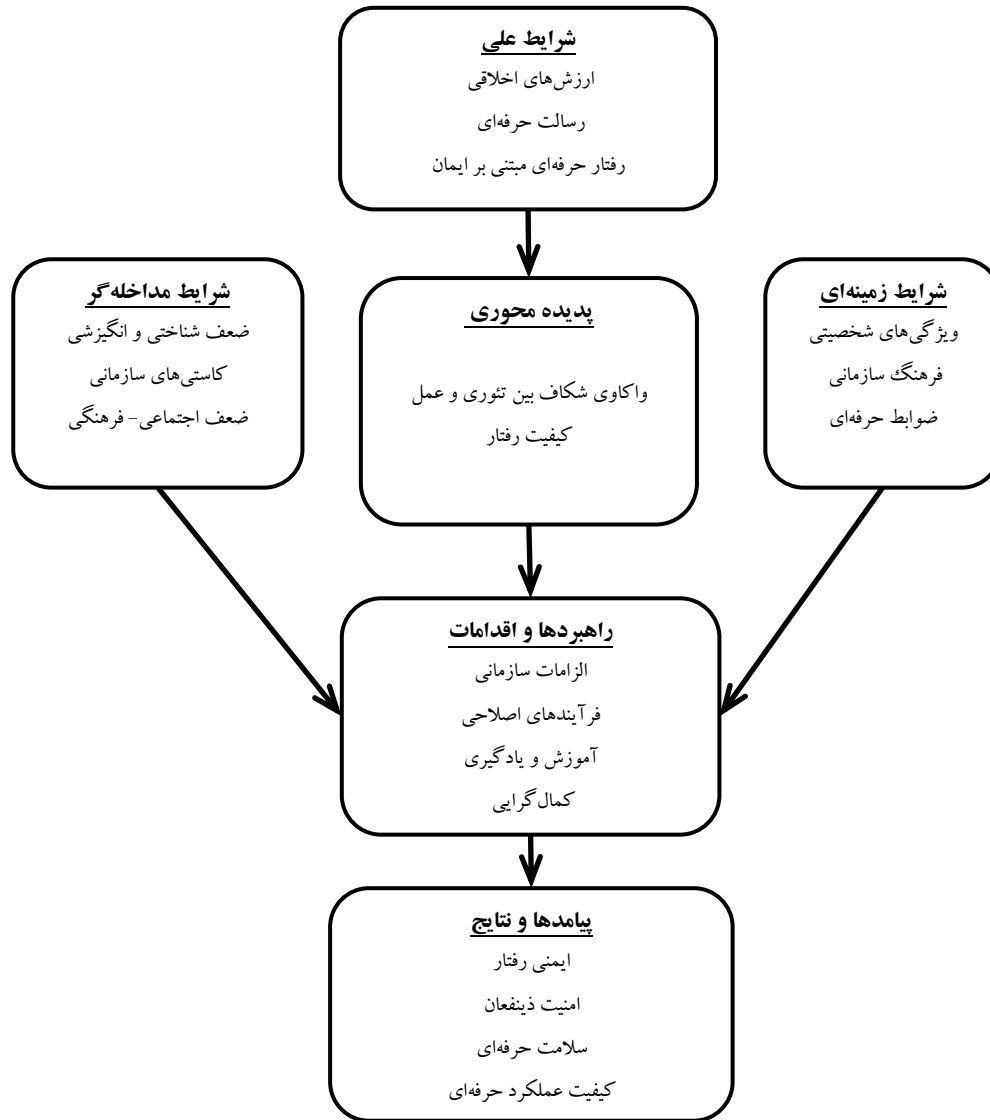 شرایط علی
ارزش‌های اخلاقی
رسالت حرفه‌ای
رفتار حرفه‌ای مبتنی بر ایمان
شرایط زمینه‌ای
ویژگی‌های شخصیتی
فرهنگ سازمانی
ضوابط حرفه‌ای
پدیده محوری
واکاوی شکاف بین تئوری و عمل
کیفیت رفتار
شرایط مداخله‌گر
ضعف شناختی و انگیزشی
کاستی‌های سازمانی
ضعف اجتماعی- فرهنگی
راهبردها و اقدامات
الزامات سازمانی
فرآیندهای اصلاحی
آموزش و یادگیری
کمال‌گرایی
پیامدها و نتایج
ایمنی رفتار
امنیت ذینفعان
سلامت حرفه‌ای
کیفیت عملکرد حرفه‌ای